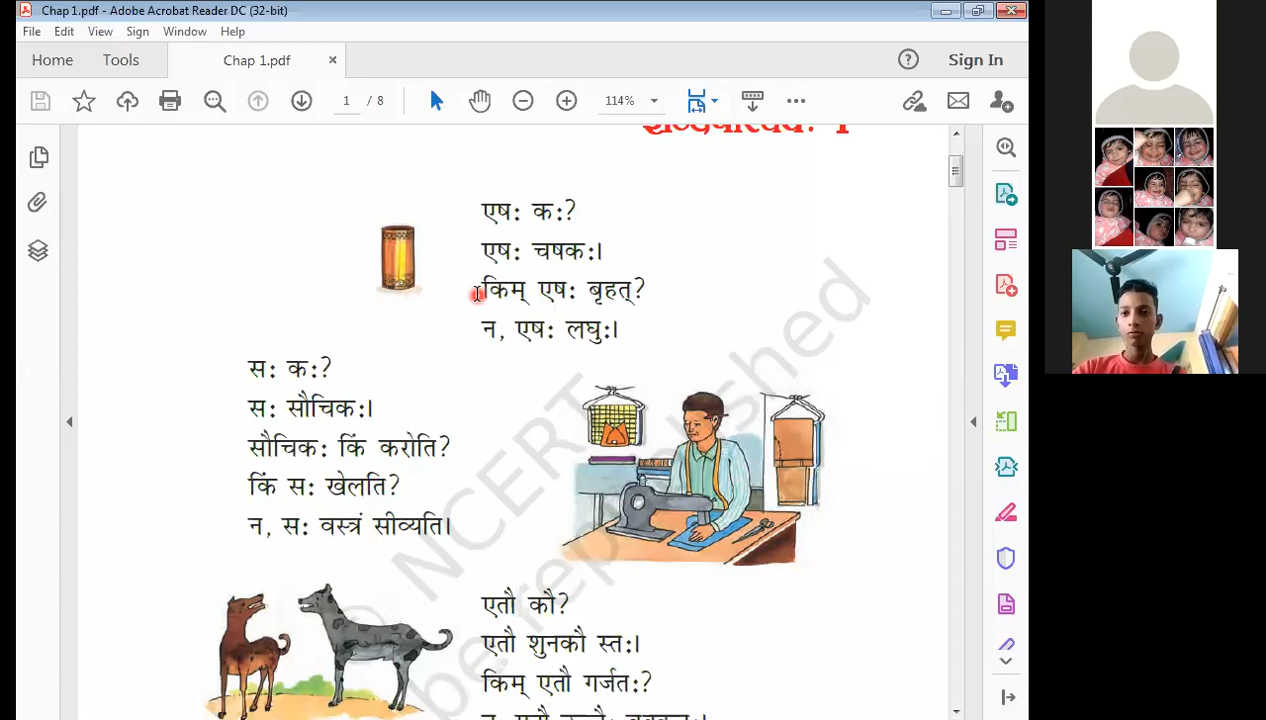 Chap 1.pdf - Adobe Acrobat Reader DC (32-bit)
File Edit View Sign Window Help
Home Tools Chap 1.pdf × Sign In
1 / 8 114%
एषः कः?
एषः चषकः।
किम् एषः बृहत्?
न, एषः लघुः।
सः कः?
सः सौचिकः।
सौचिकः किं करोति?
किं सः खेलति?
न, सः वस्त्रं सीव्यति।
एतौ कौ?
एतौ शुनकौ स्तः।
किम् एतौ गर्जतः?
© NCERT
be republished